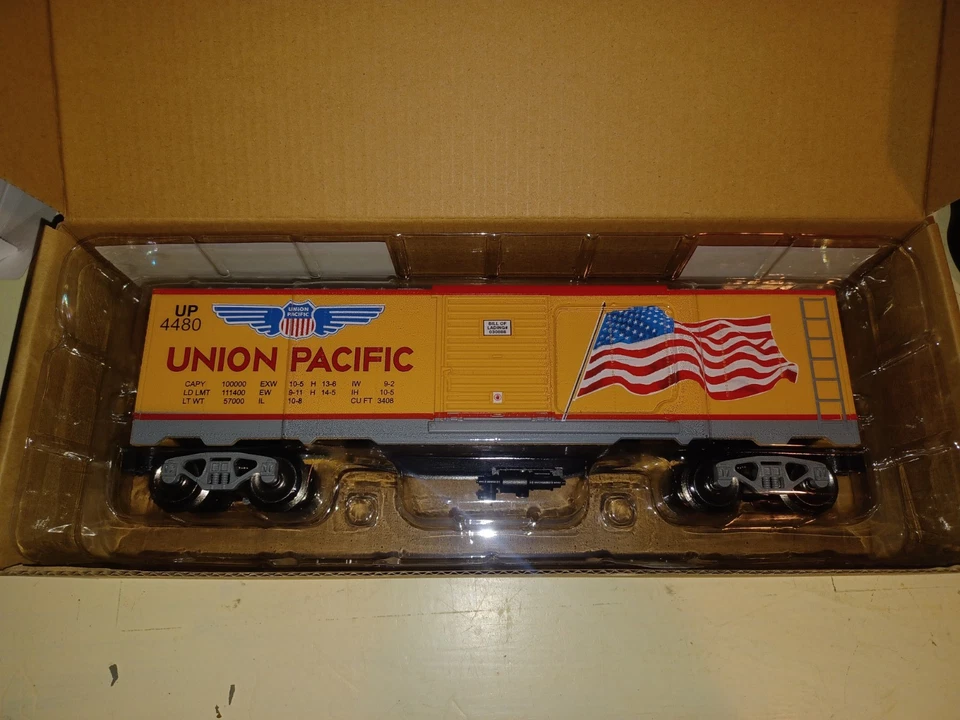 UP
4480
UNION
PACIFIC
UNION PACIFIC
CAPY 100000 EXW 10-5 H 13-6 IW 9-2
LD LMT 111400 EW 9-11 H 14-5 IH 10-5
LT WT 57000 IL 10-8 CU FT 3408
BILL OF
LADING#